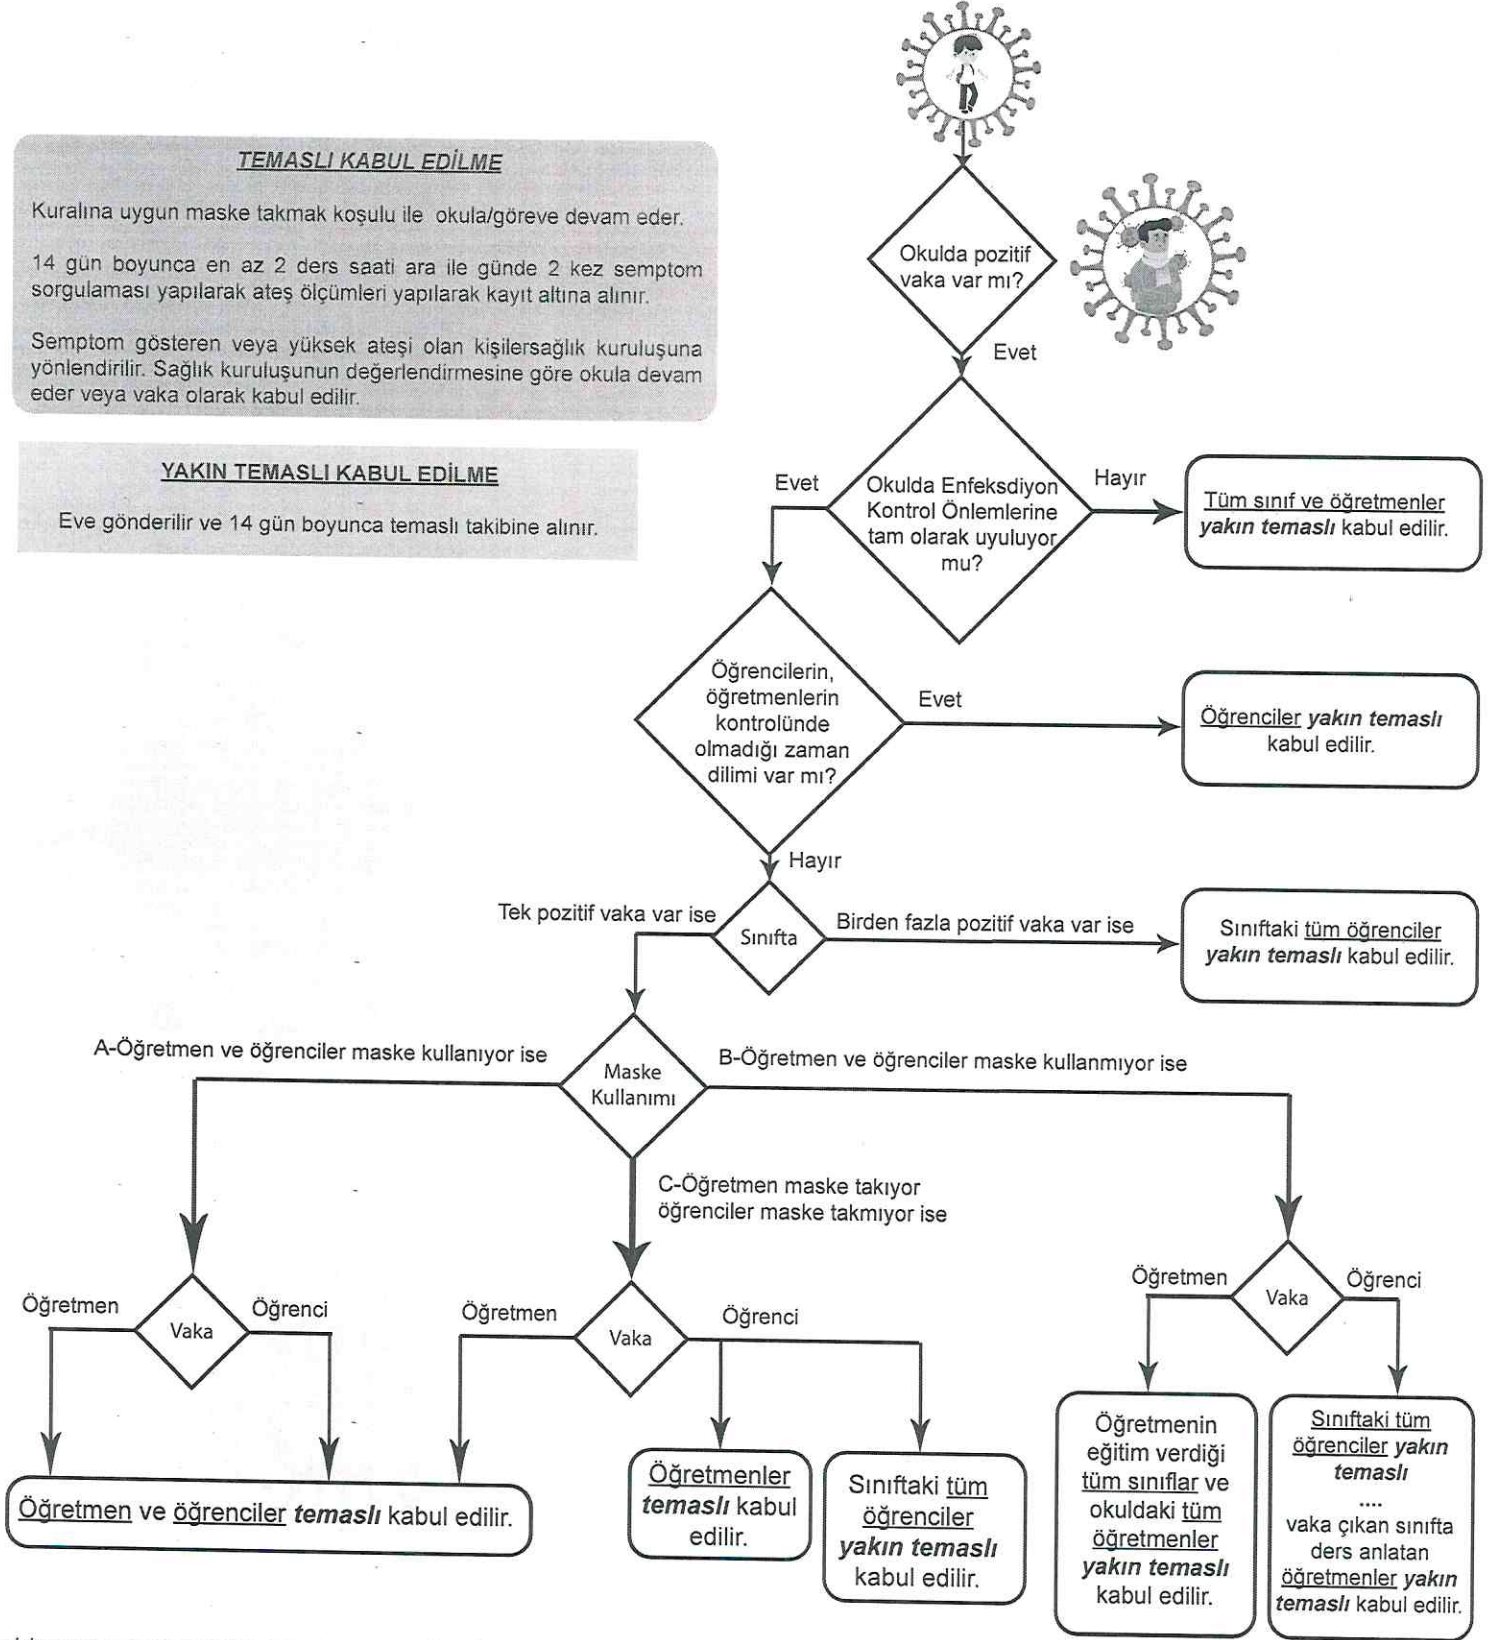 TEMASLI KABUL EDİLME
Kuralına uygun maske takmak koşulu ile okula/göreve devam eder.
14 gün boyunca en az 2 ders saati ara ile günde 2 kez semptom
sorgulaması yapılarak ateş ölçümleri yapılarak kayıt altına alınır.
Semptom gösteren veya yüksek ateşi olan kişilersağlık kuruluşuna
yönlendirilir. Sağlık kuruluşunun değerlendirmesine göre okula devam
eder veya vaka olarak kabul edilir.
YAKIN TEMASLI KABUL EDİLME
Eve gönderilir ve 14 gün boyunca temaslı takibine alınır.
Okulda pozitif
vaka var mı?
Evet
Okulda Enfeksdiyon
Kontrol Önlemlerine
tam olarak uyuluyor
mu?
Evet
Hayır
Tüm sınıf ve öğretmenler
yakın temaslı kabul edilir.
Öğrencilerin,
öğretmenlerin
kontrolünde
olmadığı zaman
dilimi var mı?
Evet
Öğrenciler yakın temaslı
kabul edilir.
Hayır
Sınıfta
Tek pozitif vaka var ise
Birden fazla pozitif vaka var ise
Sınıftaki tüm öğrenciler
yakın temaslı kabul edilir.
Maske
Kullanımı
A-Öğretmen ve öğrenciler maske kullanıyor ise
B-Öğretmen ve öğrenciler maske kullanmıyor ise
C-Öğretmen maske takıyor
öğrenciler maske takmıyor ise
Öğretmen
Vaka
Öğrenci
Öğretmen
Vaka
Öğrenci
Öğretmen
Vaka
Öğrenci
Öğretmen ve öğrenciler temaslı kabul edilir.
Öğretmenler
temaslı kabul
edilir.
Sınıftaki tüm
öğrenciler
yakın temaslı
kabul edilir.
Öğretmenin
eğitim verdiği
tüm sınıflar ve
okuldaki tüm
öğretmenler
yakın temaslı
kabul edilir.
Sınıftaki tüm
öğrenciler yakın
temaslı
....
vaka çıkan sınıfta
ders anlatan
öğretmenler yakın
temaslı kabul edilir.